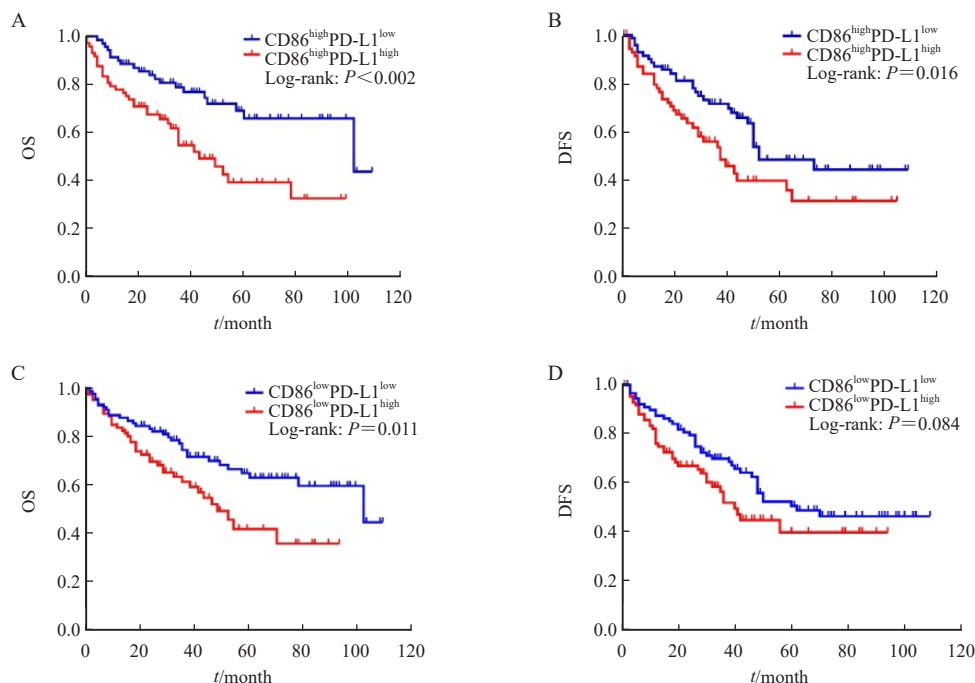 A
1.0
0.8
0.6
0.4
0.2
0.0
OS
0 20 40 60 80 100 120
t/month
CD86highPD-L1low
CD86highPD-L1high
Log-rank: P<0.002
B
1.0
0.8
0.6
0.4
0.2
0.0
DFS
0 20 40 60 80 100 120
t/month
CD86highPD-L1low
CD86highPD-L1high
Log-rank: P=0.016
C
1.0
0.8
0.6
0.4
0.2
0.0
OS
0 20 40 60 80 100 120
t/month
CD86lowPD-L1low
CD86lowPD-L1high
Log-rank: P=0.011
D
1.0
0.8
0.6
0.4
0.2
0.0
DFS
0 20 40 60 80 100 120
t/month
CD86lowPD-L1low
CD86lowPD-L1high
Log-rank: P=0.084